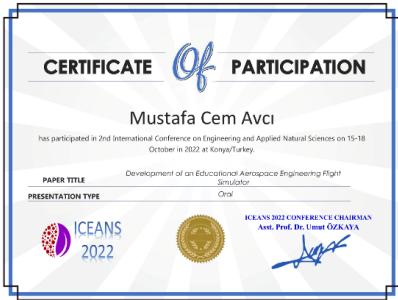 CERTIFICATE Of PARTICIPATION
Mustafa Cem Avcı
has participated in 2nd International Conference on Engineering and Applied Natural Sciences on 15-18
October in 2022 at Konya/Turkey.
PAPER TITLE
Development of an Educational Aerospace Engineering Flight
Simulator
PRESENTATION TYPE
Oral
ICEANS
2022
ICEANS 2022 CONFERENCE CHAIRMAN
Asst. Prof. Dr. Umut ÖZKAYA